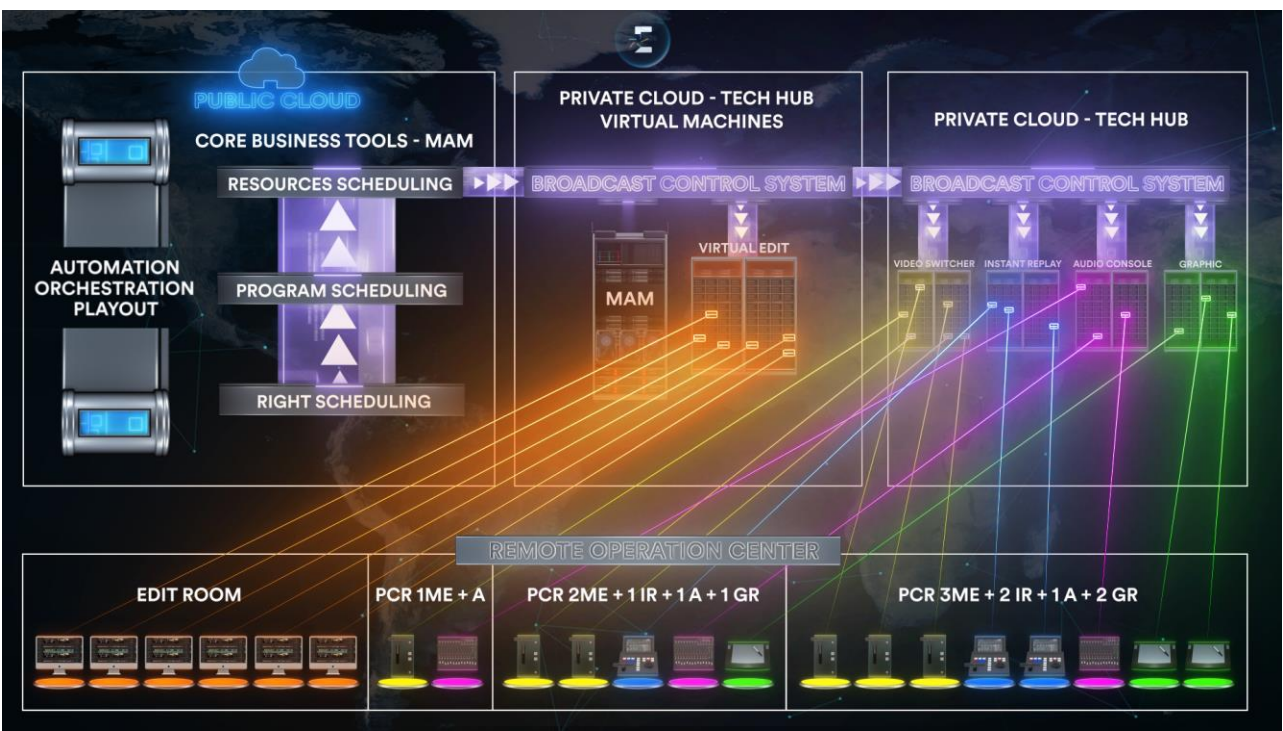 PUBLIC CLOUD
CORE BUSINESS TOOLS - MAM
RESOURCES SCHEDULING
PROGRAM SCHEDULING
RIGHT SCHEDULING
AUTOMATION
ORCHESTRATION
PLAYOUT
PRIVATE CLOUD - TECH HUB
VIRTUAL MACHINES
BROADCAST CONTROL SYSTEM
MAM
VIRTUAL EDIT
PRIVATE CLOUD - TECH HUB
BROADCAST CONTROL SYSTEM
VIDEO SWITCHER
INSTANT REPLAY
AUDIO CONSOLE
GRAPHIC
REMOTE OPERATION CENTER
EDIT ROOM
PCR 1ME + A
PCR 2ME + 1 IR + 1 A + 1 GR
PCR 3ME + 2 IR + 1 A + 2 GR